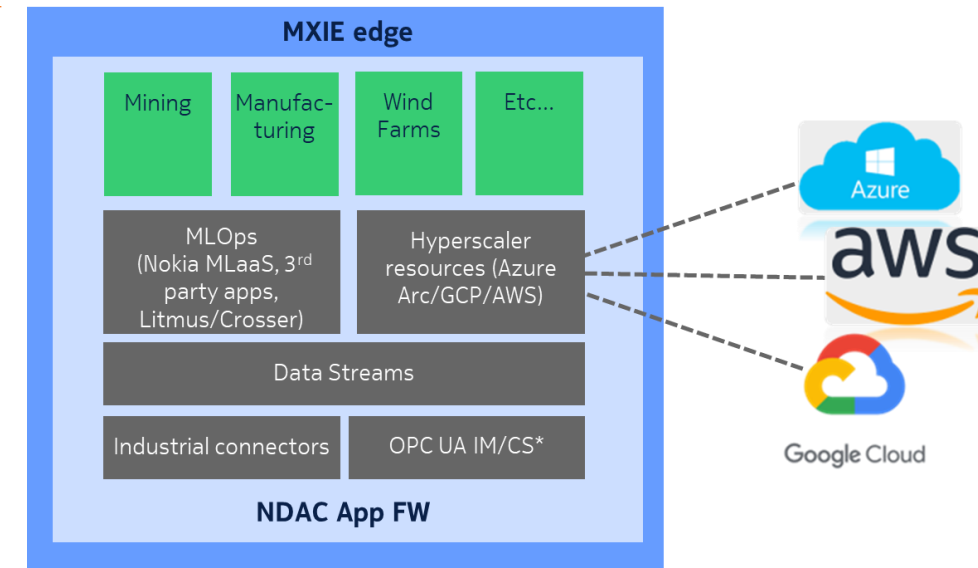 MXIE edge
Mining
Manufac-
turing
Wind
Farms
Etc...
MLOps
(Nokia MLaaS, 3rd
party apps,
Litmus/Crosser)
Hyperscaler
resources (Azure
Arc/GCP/AWS)
Data Streams
Industrial connectors
OPC UA IM/CS*
NDAC App FW
Azure
aws
Google Cloud